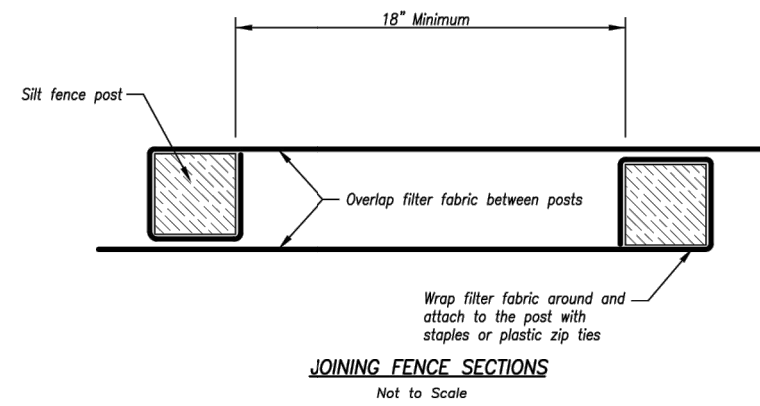 18" Minimum
Silt fence post
Overlap filter fabric between posts
Wrap filter fabric around and
attach to the post with
staples or plastic zip ties
JOINING FENCE SECTIONS
Not to Scale